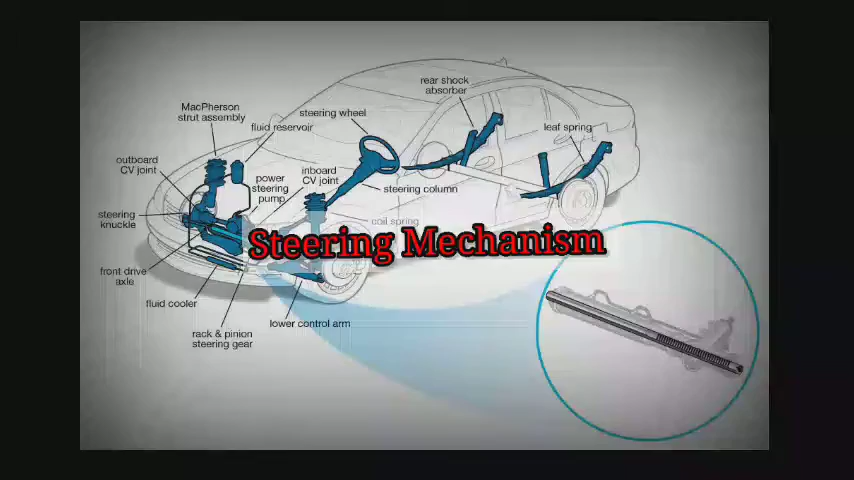 rear shock
absorber
MacPherson
strut assembly
steering wheel
fluid reservoir
leaf spring
outboard
CV joint
inboard
CV joint
power
steering
pump
steering column
steering
knuckle
coil spring
Steering Mechanism
front drive
axle
fluid cooler
lower control arm
rack & pinion
steering gear